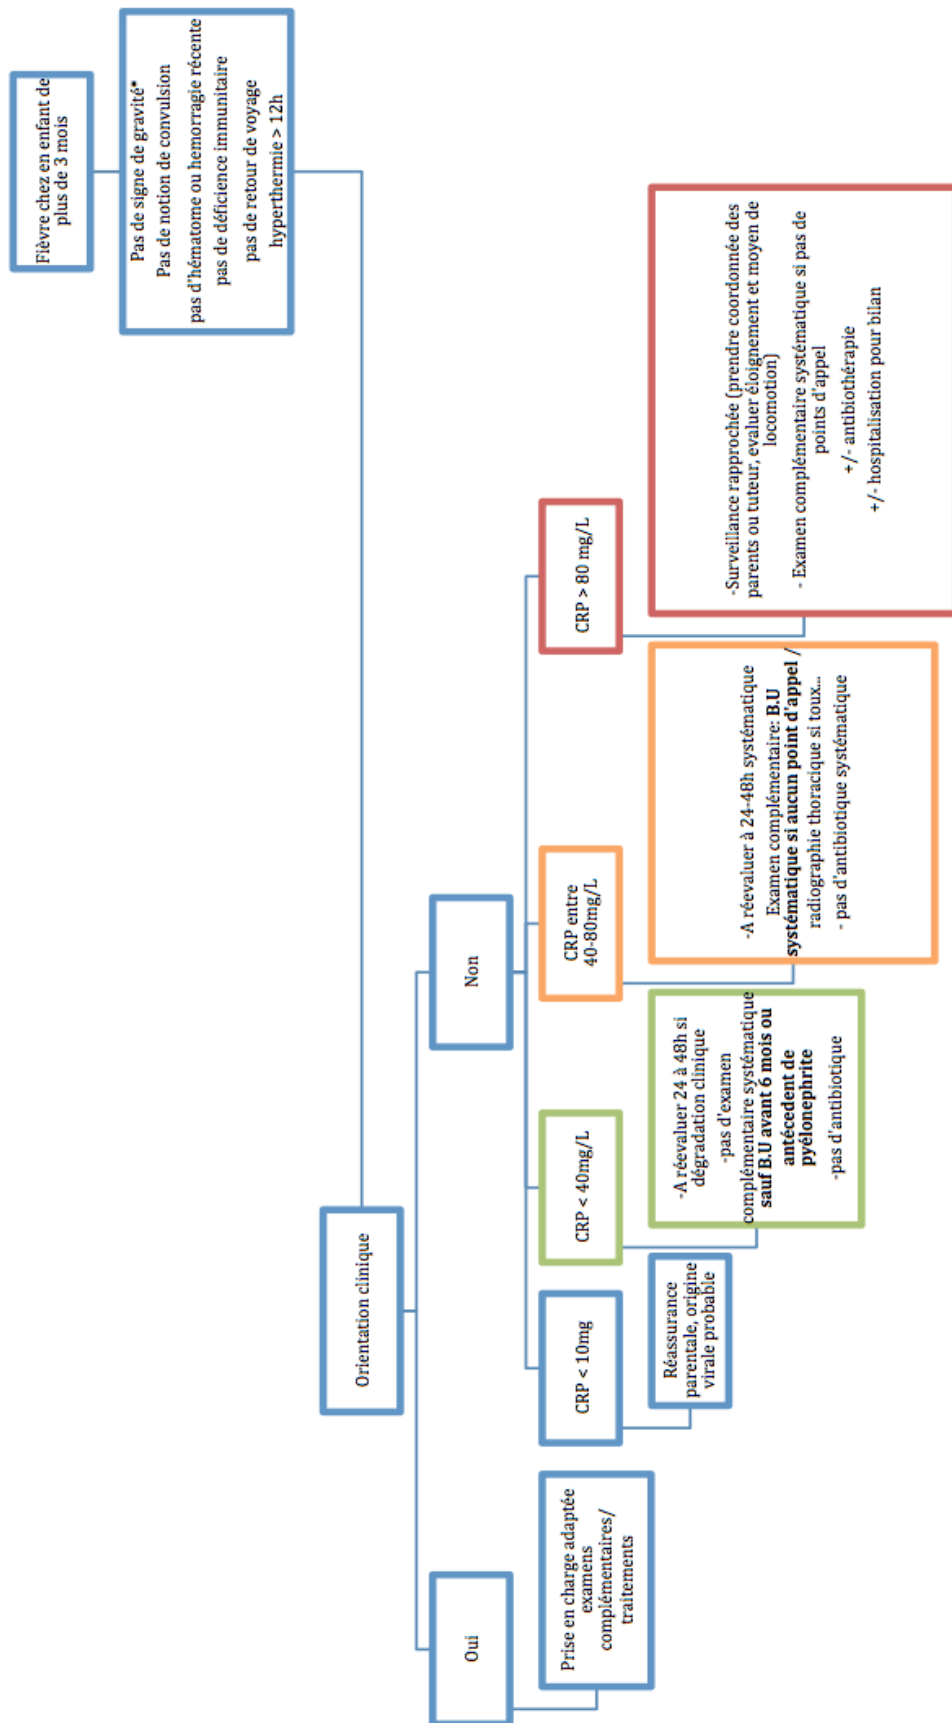 Fièvre chez en enfant de
plus de 3 mois
Pas de signe de gravité*
Pas de notion de convulsion
pas d'hématome ou hemorragie récente
pas de déficience immunitaire
pas de retour de voyage
hyperthermie > 12h
Orientation clinique
Oui
Prise en charge adaptée
examens
complémentaires/
traitements
Non
CRP < 10mg
Réassurance
parentale, origine
virale probable
CRP < 40mg/L
-A réevaluer 24 à 48h si
dégradation clinique
-pas d'examen
complémentaire systématique
sauf B.U avant 6 mois ou
antécedent de
pyélonephrite
-pas d'antibiotique
CRP entre
40-80mg/L
-A réevaluer à 24-48h systématique
Examen complémentaire: B.U
systématique si aucun point d'appel /
radiographie thoracique si toux...
- pas d'antibiotique systématique
CRP > 80 mg/L
-Surveillance rapprochée (prendre coordonnée des
parents ou tuteur, evaluer éloignement et moyen de
locomotion)
- Examen complémentaire systématique si pas de
points d'appel
+/- antibiothérapie
+/- hospitalisation pour bilan